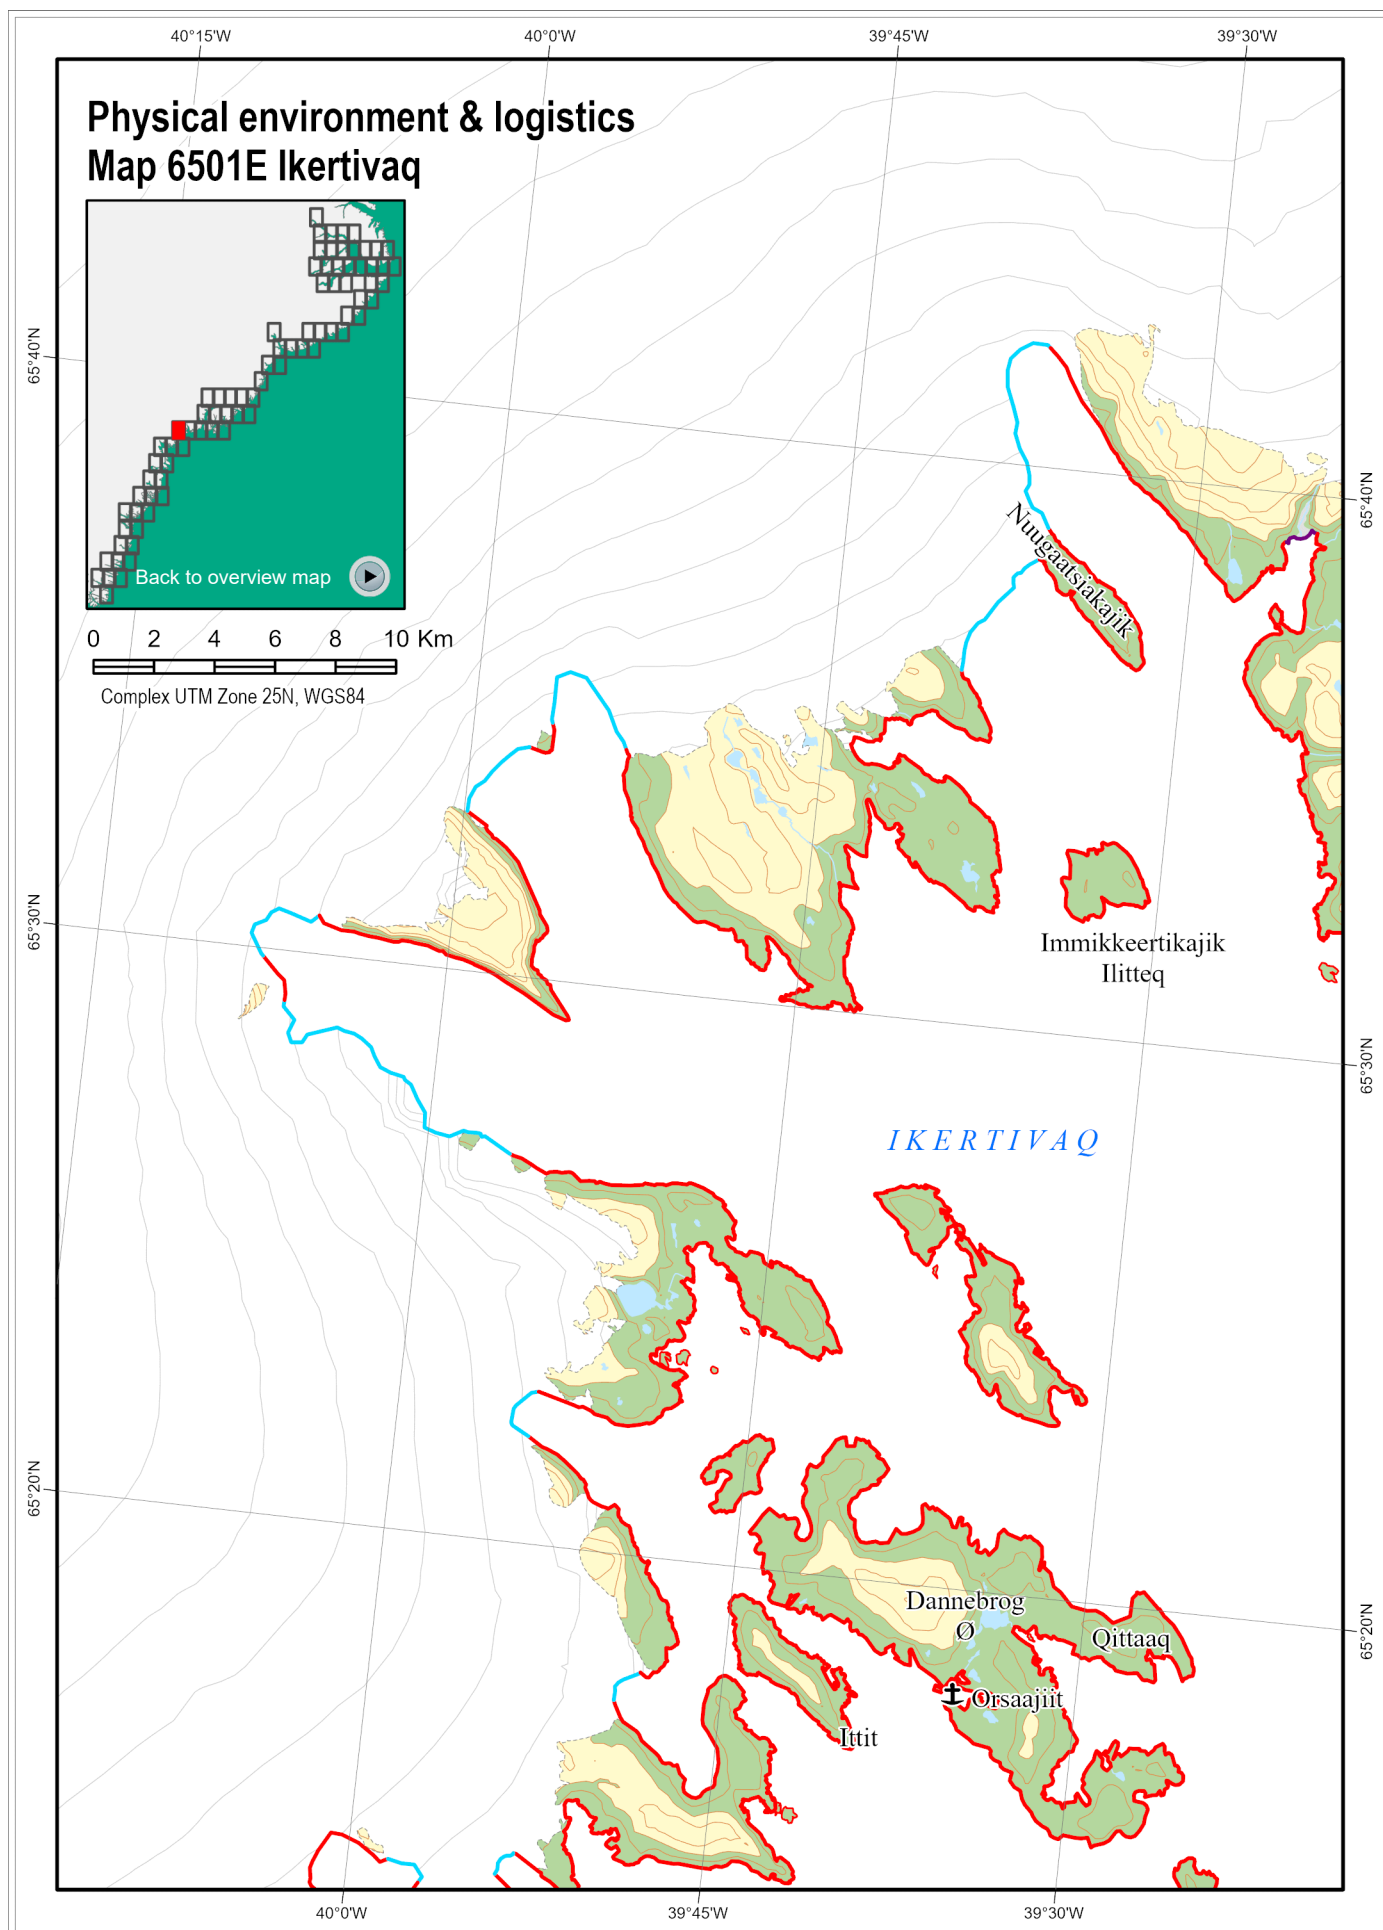 40°15'W
40°0'W
39°45'W
39°30'W
Physical environment & logistics
Map 6501E Ikertivaq
Back to overview map
0 2 4 6 8 10 Km
Complex UTM Zone 25N, WGS84
65°40'N
65°40'N
Nuugaatsiakajik
65°30'N
Immikkeertikajik
Ilitteq
65°30'N
IKERTIVAQ
65°20'N
Dannebrog
Ø
Qittaaq
65°20'N
Orsaajiit
Ittit
40°0'W
39°45'W
39°30'W